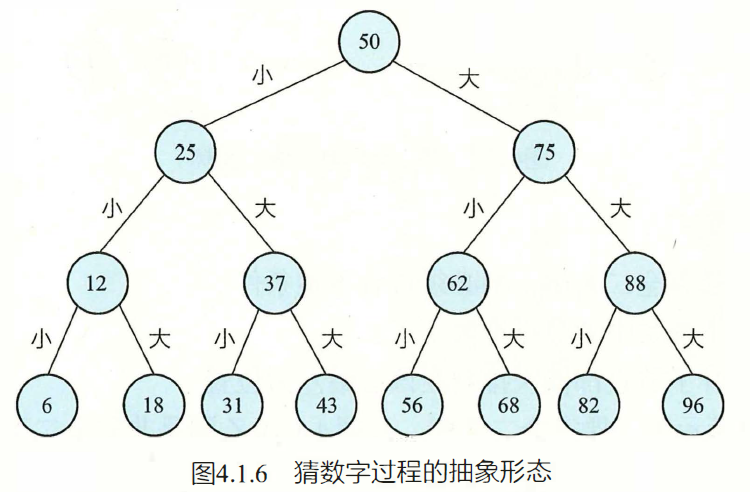 50
小 大
25 75
小 大 小 大
12 37 62 88
小 大 小 大 小 大 小 大
6 18 31 43 56 68 82 96
图4.1.6 猜数字过程的抽象形态